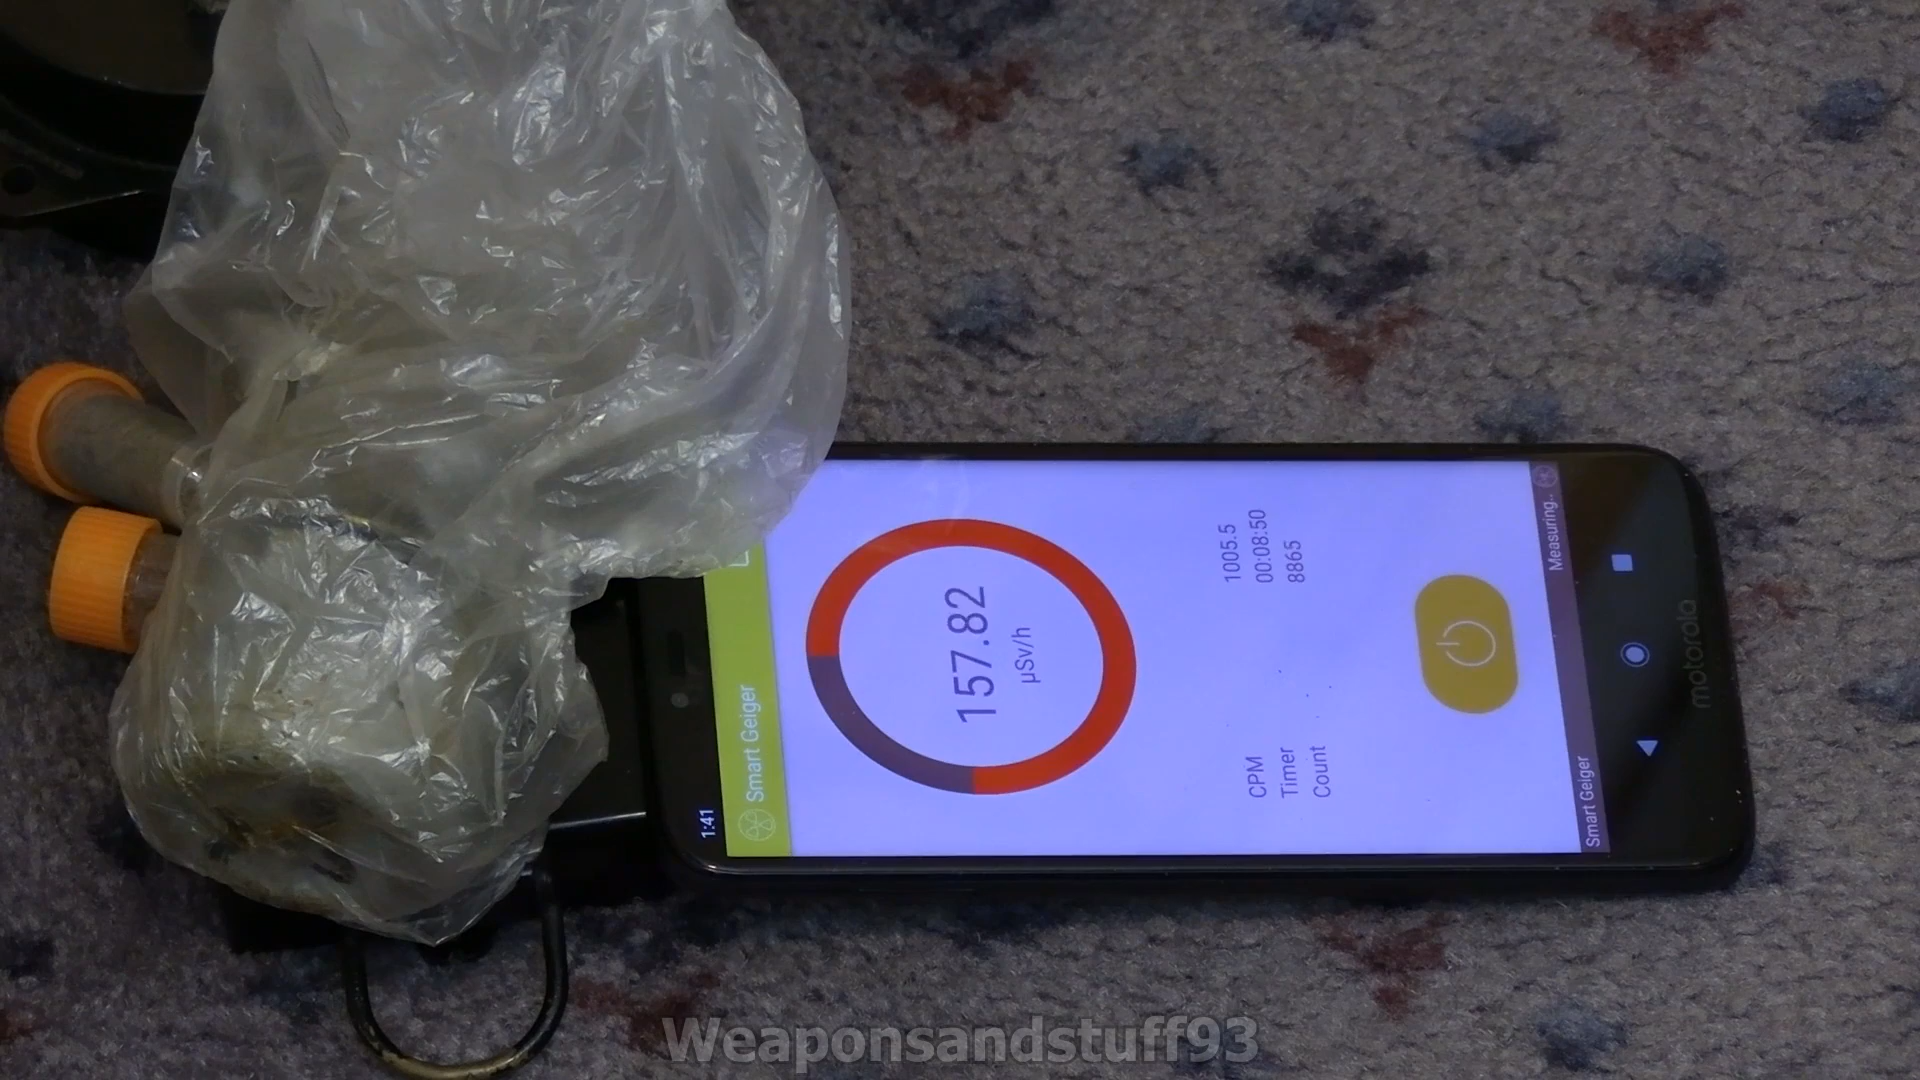 1:41
Smart Geiger
157.82
µSv/h
CPM 1005.5
Timer 00:08:50
Count 8865
Smart Geiger Measuring..
motorola
Weaponsandstuff93